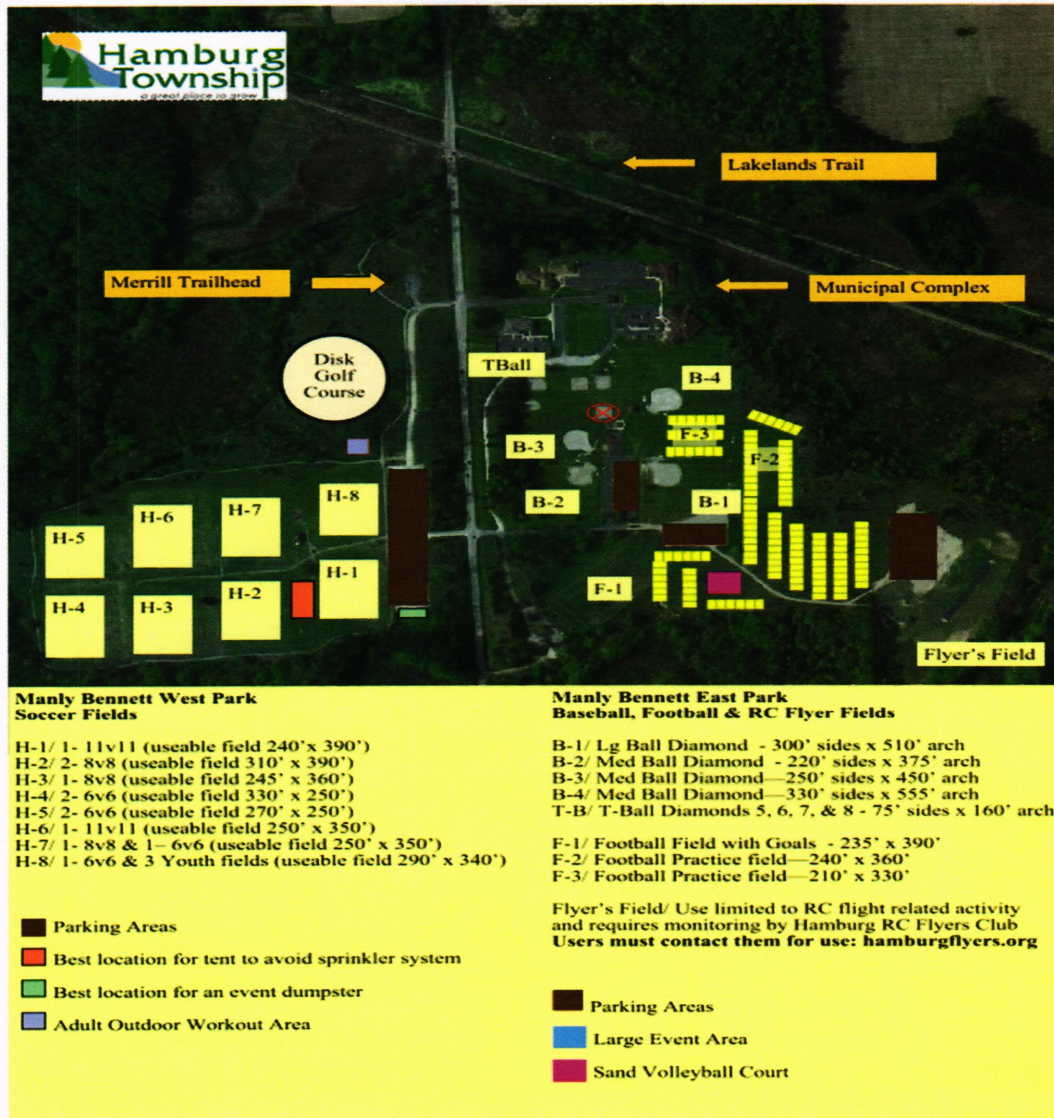 Hamburg
Township
a great place to grow
Lakelands Trail
Merrill Trailhead
Municipal Complex
Disk
Golf
Course
TBall
B-4
F-3
B-3
F-2
B-2
B-1
H-8
H-7
H-6
H-5
H-1
H-2
H-3
H-4
F-1
Flyer's Field
Manly Bennett West Park
Soccer Fields
H-1/ 1- 11v11 (useable field 240'x 390')
H-2/ 2- 8v8 (useable field 310' x 390')
H-3/ 1- 8v8 (useable field 245' x 360')
H-4/ 2- 6v6 (useable field 330' x 250')
H-5/ 2- 6v6 (useable field 270' x 250')
H-6/ 1- 11v11 (useable field 250' x 350')
H-7/ 1- 8v8 & 1– 6v6 (useable field 250' x 350')
H-8/ 1- 6v6 & 3 Youth fields (useable field 290' x 340')
Parking Areas
Best location for tent to avoid sprinkler system
Best location for an event dumpster
Adult Outdoor Workout Area
Manly Bennett East Park
Baseball, Football & RC Flyer Fields
B-1/ Lg Ball Diamond - 300' sides x 510' arch
B-2/ Med Ball Diamond - 220' sides x 375' arch
B-3/ Med Ball Diamond—250' sides x 450' arch
B-4/ Med Ball Diamond—330' sides x 555' arch
T-B/ T-Ball Diamonds 5, 6, 7, & 8 - 75' sides x 160' arch
F-1/ Football Field with Goals - 235' x 390'
F-2/ Football Practice field—240' x 360'
F-3/ Football Practice field—210' x 330'
Flyer's Field/ Use limited to RC flight related activity
and requires monitoring by Hamburg RC Flyers Club
Users must contact them for use: hamburgflyers.org
Parking Areas
Large Event Area
Sand Volleyball Court